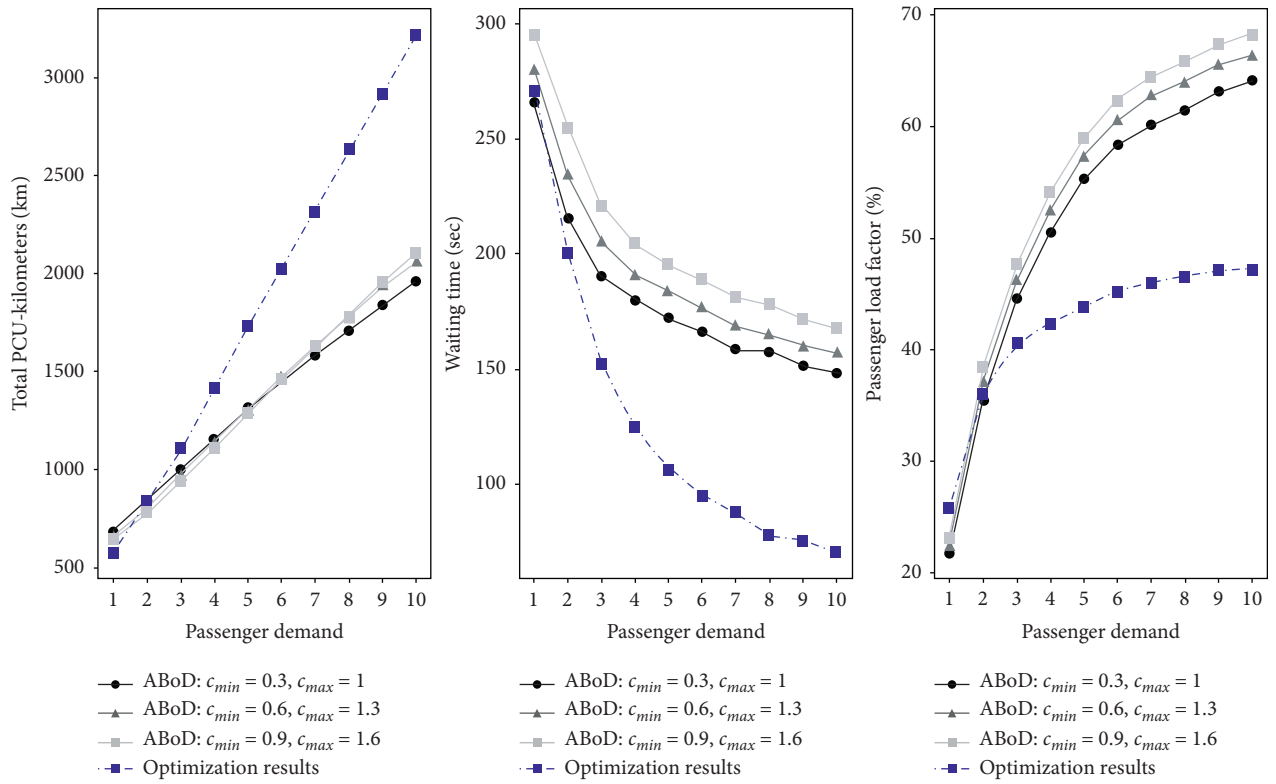 Total PCU-kilometers (km)
3000
2500
2000
1500
1000
500
1 2 3 4 5 6 7 8 9 10
Passenger demand
ABoD: c_min = 0.3, c_max = 1
ABoD: c_min = 0.6, c_max = 1.3
ABoD: c_min = 0.9, c_max = 1.6
Optimization results
Waiting time (sec)
300
250
200
150
100
1 2 3 4 5 6 7 8 9 10
Passenger demand
ABoD: c_min = 0.3, c_max = 1
ABoD: c_min = 0.6, c_max = 1.3
ABoD: c_min = 0.9, c_max = 1.6
Optimization results
Passenger load factor (%)
70
60
50
40
30
20
1 2 3 4 5 6 7 8 9 10
Passenger demand
ABoD: c_min = 0.3, c_max = 1
ABoD: c_min = 0.6, c_max = 1.3
ABoD: c_min = 0.9, c_max = 1.6
Optimization results